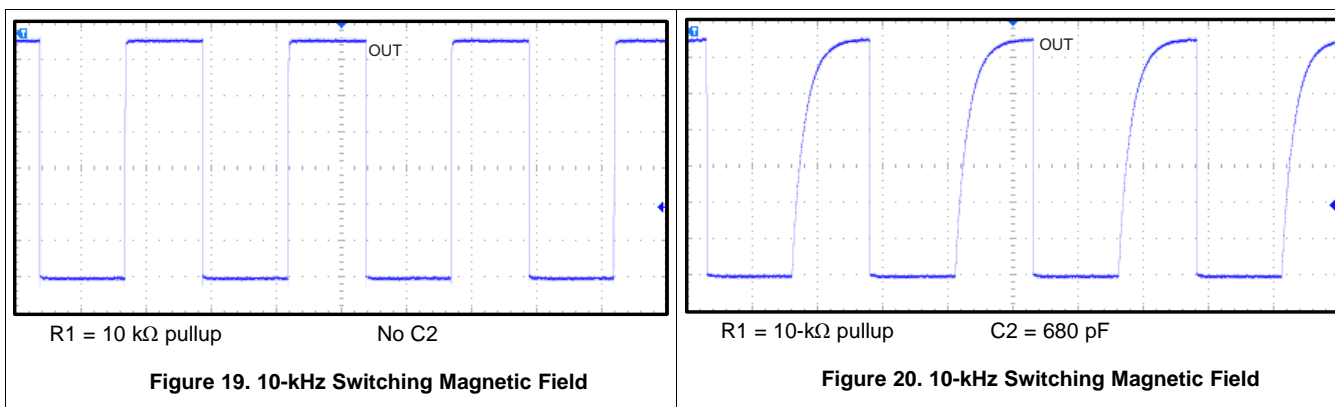 OUT
R1 = 10 kΩ pullup No C2
Figure 19. 10-kHz Switching Magnetic Field
OUT
R1 = 10-kΩ pullup C2 = 680 pF
Figure 20. 10-kHz Switching Magnetic Field